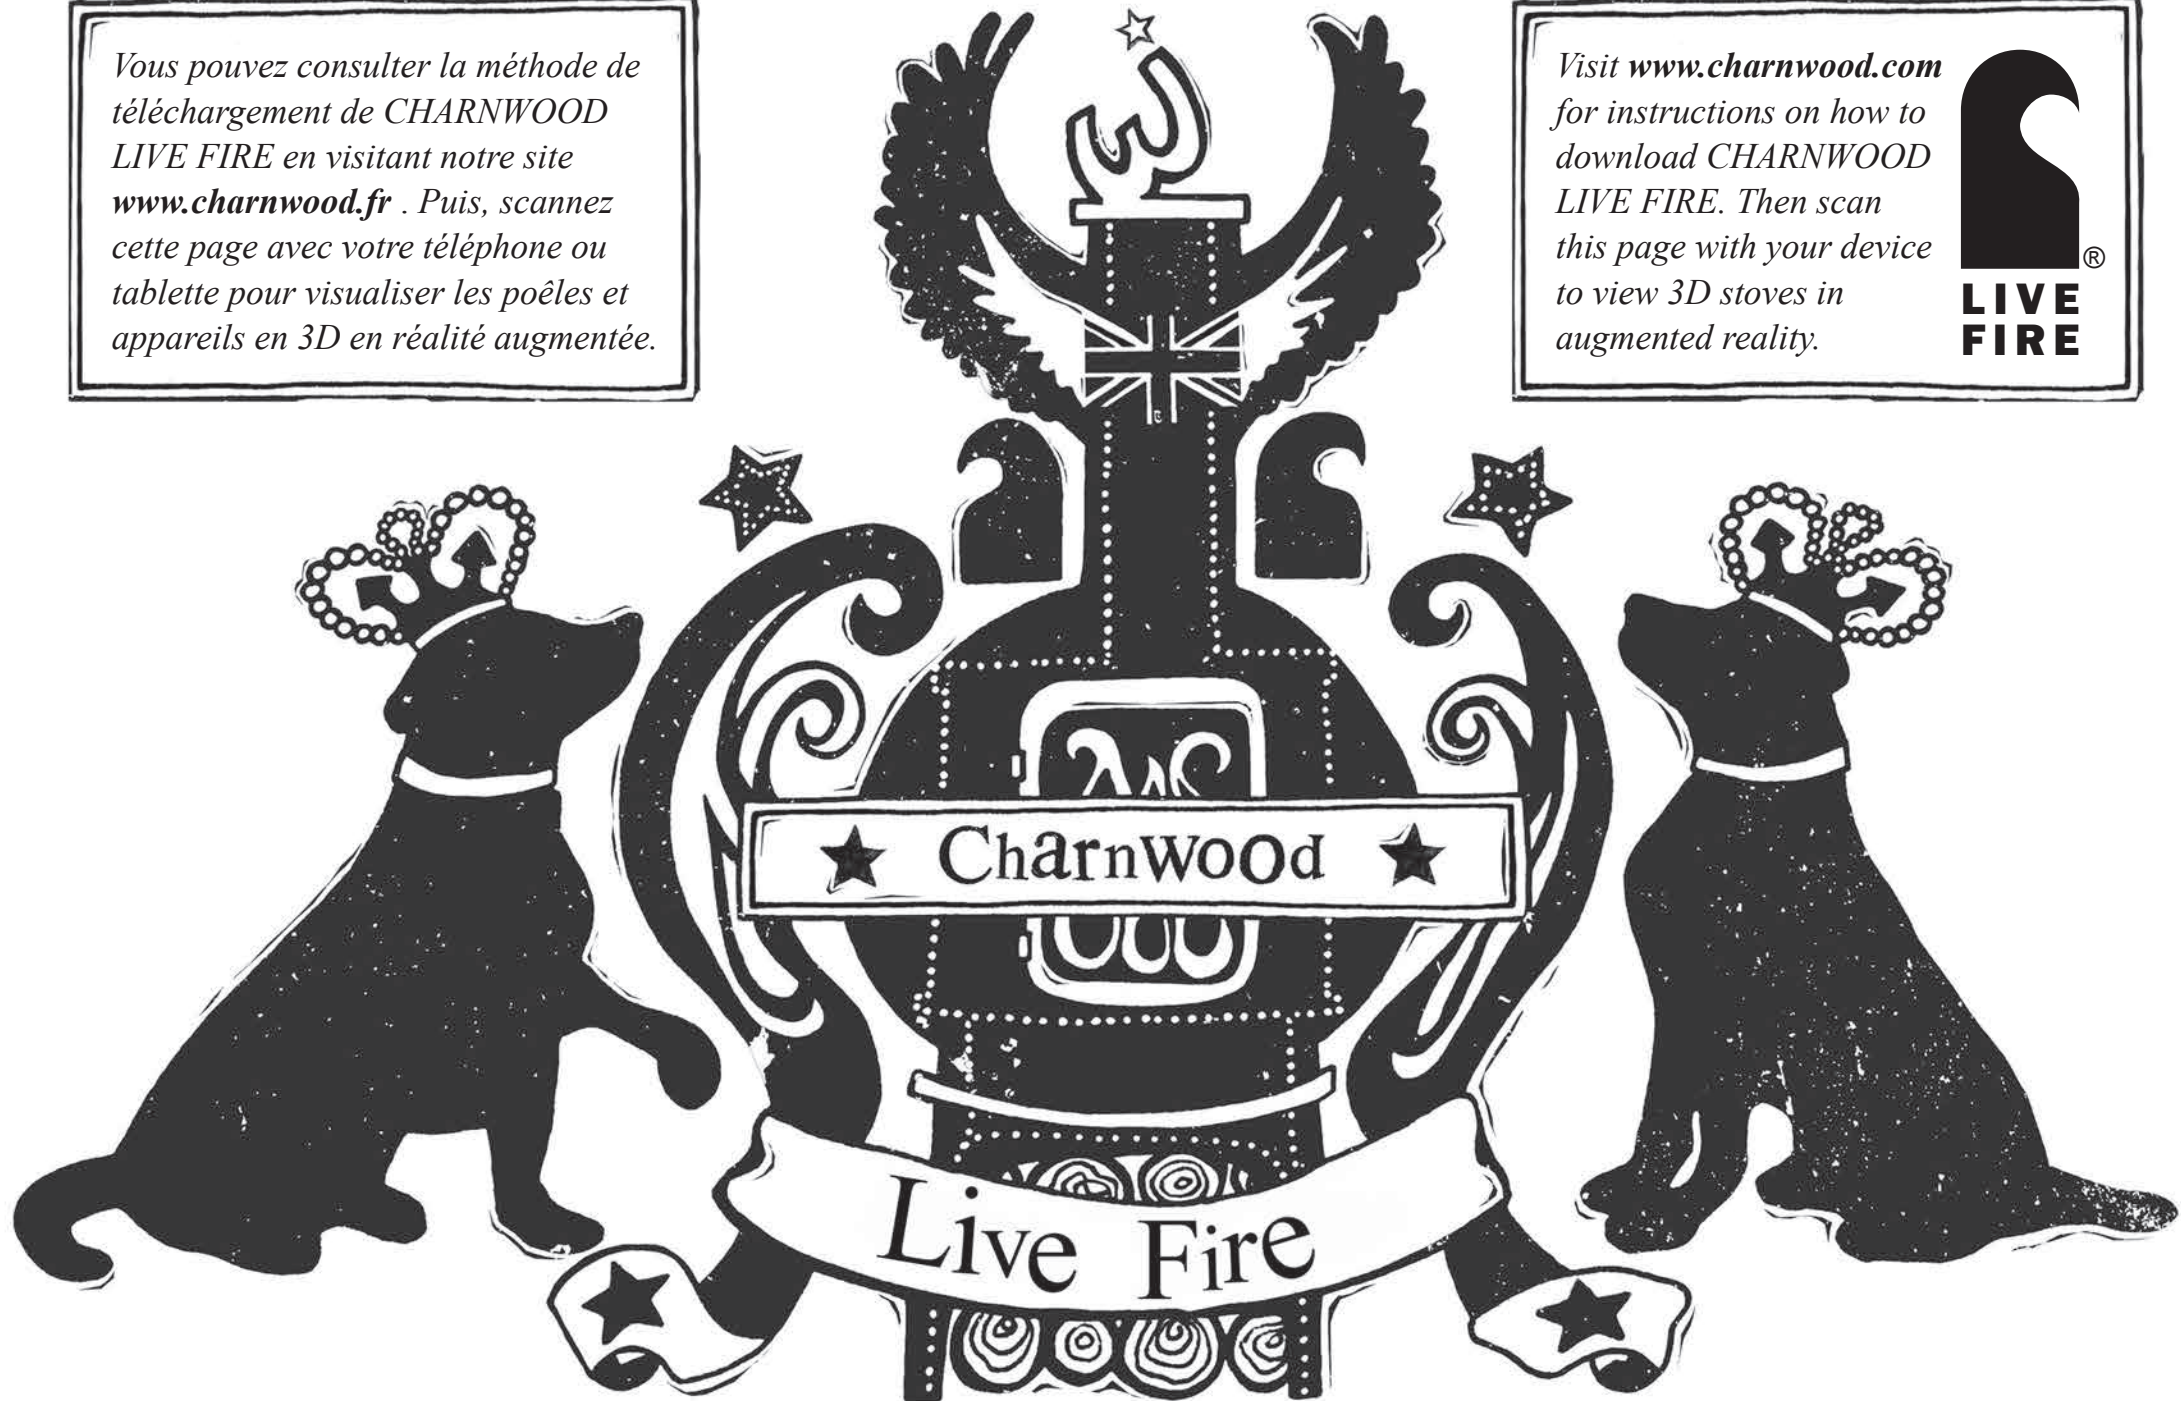 Vous pouvez consulter la méthode de
téléchargement de CHARNWOOD
LIVE FIRE en visitant notre site
www.charnwood.fr . Puis, scannez
cette page avec votre téléphone ou
tablette pour visualiser les poêles et
appareils en 3D en réalité augmentée.
Visit www.charnwood.com
for instructions on how to
download CHARNWOOD
LIVE FIRE. Then scan
this page with your device
to view 3D stoves in
augmented reality.
®
LIVE
FIRE
CharnWoOd
Live Fire